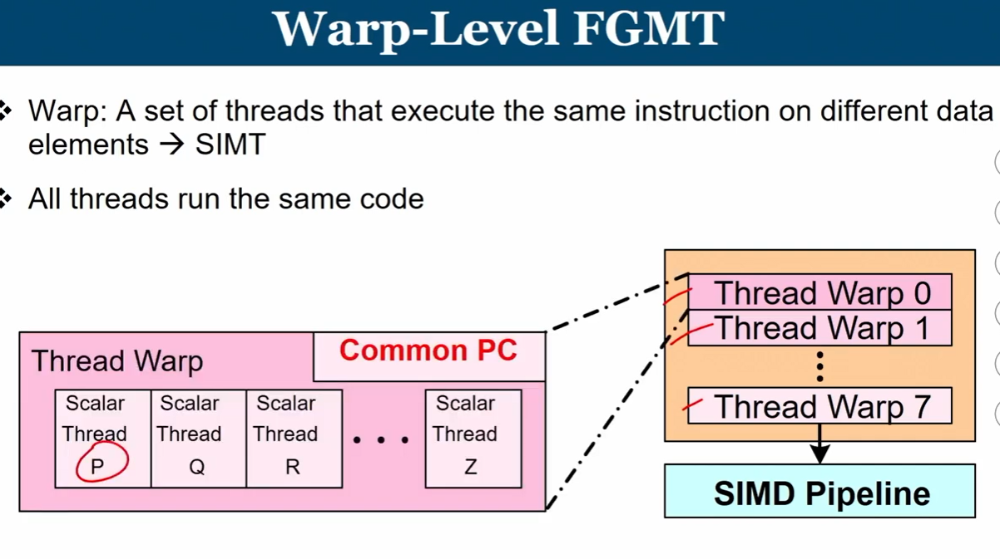 Warp-Level FGMT
Warp: A set of threads that execute the same instruction on different data
elements → SIMT
All threads run the same code
Thread Warp
Common PC
Scalar
Thread
P
Scalar
Thread
Q
Scalar
Thread
R
• • •
Scalar
Thread
Z
Thread Warp 0
Thread Warp 1
Thread Warp 7
SIMD Pipeline